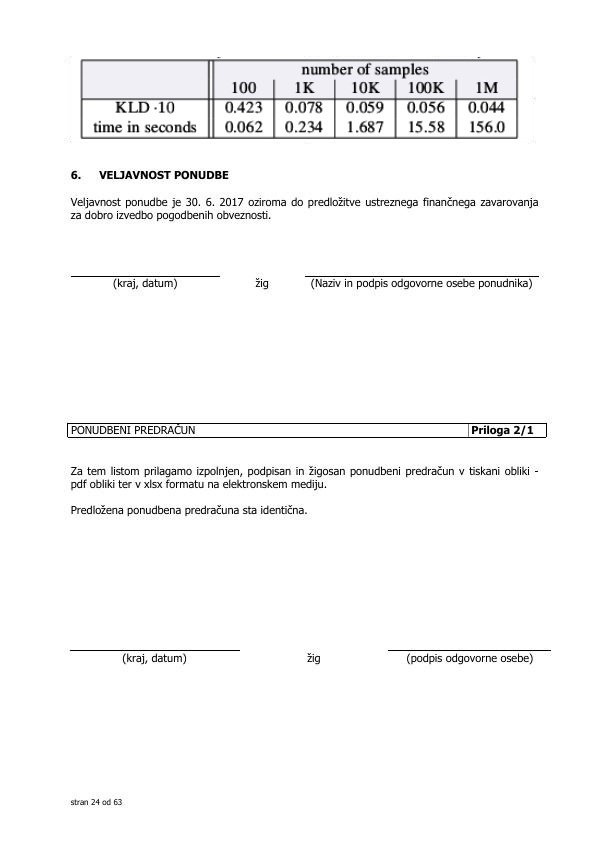 number of samples
100 1K 10K 100K 1M
KLD ·10 0.423 0.078 0.059 0.056 0.044
time in seconds 0.062 0.234 1.687 15.58 156.0
6. VELJAVNOST PONUDBE
Veljavnost ponudbe je 30. 6. 2017 oziroma do predložitve ustreznega finančnega zavarovanja
za dobro izvedbo pogodbenih obveznosti.
(kraj, datum) žig (Naziv in podpis odgovorne osebe ponudnika)
PONUDBENI PREDRAČUN Priloga 2/1
Za tem listom prilagamo izpolnjen, podpisan in žigosan ponudbeni predračun v tiskani obliki -
pdf obliki ter v xlsx formatu na elektronskem mediju.
Predložena ponudbena predračuna sta identična.
(kraj, datum) žig (podpis odgovorne osebe)
stran 24 od 63